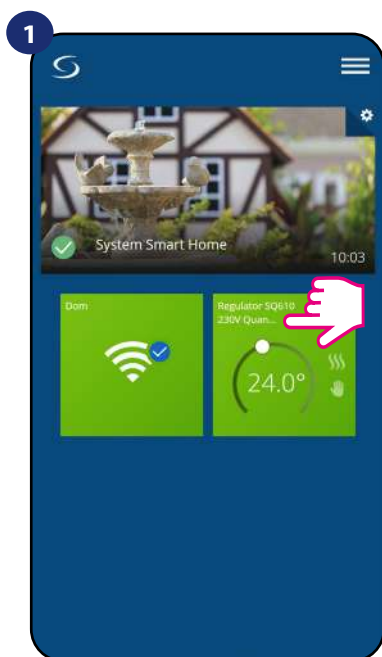 1
System Smart Home
10:03
Dom
Regulator SQ610
230V Quan...
24.0°